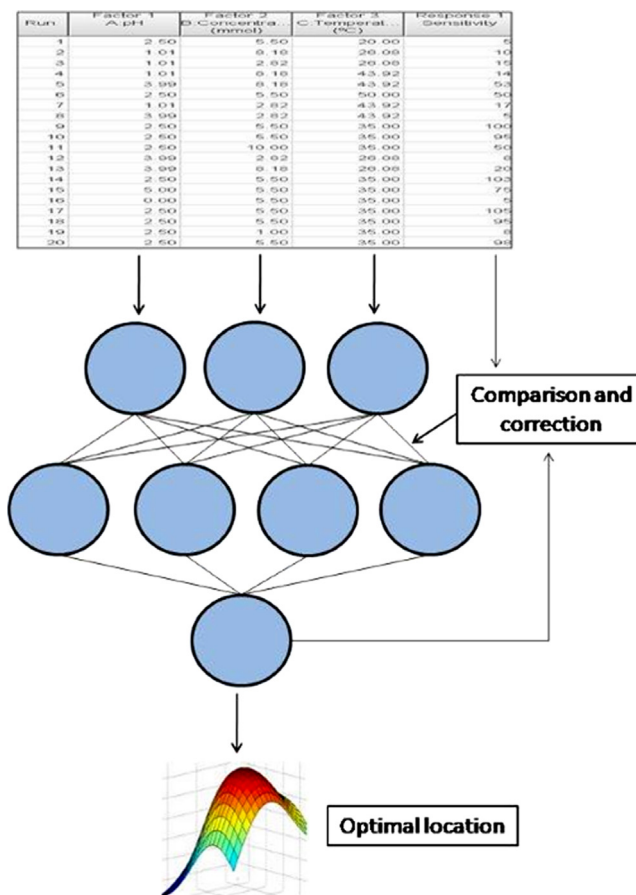 Run Factor 1 A:pH Factor 2 B:Concentra... (mmol) Factor 3 C:Temperat... (ºC) Response 1 Sensitivity
1 2.50 5.50 20.00 5
2 1.01 8.18 26.08 10
3 1.01 2.82 26.08 15
4 1.01 8.18 43.92 14
5 3.99 8.18 43.92 53
6 2.50 5.50 50.00 50
7 1.01 2.82 43.92 17
8 3.99 2.82 43.92 5
9 2.50 5.50 35.00 100
10 2.50 5.50 35.00 95
11 2.50 10.00 35.00 50
12 3.99 2.82 26.08 8
13 3.99 8.18 26.08 20
14 2.50 5.50 35.00 103
15 5.00 5.50 35.00 75
16 0.00 5.50 35.00 5
17 2.50 5.50 35.00 105
18 2.50 5.50 35.00 95
19 2.50 1.00 35.00 8
20 2.50 5.50 35.00 98
Comparison and
correction
Optimal location